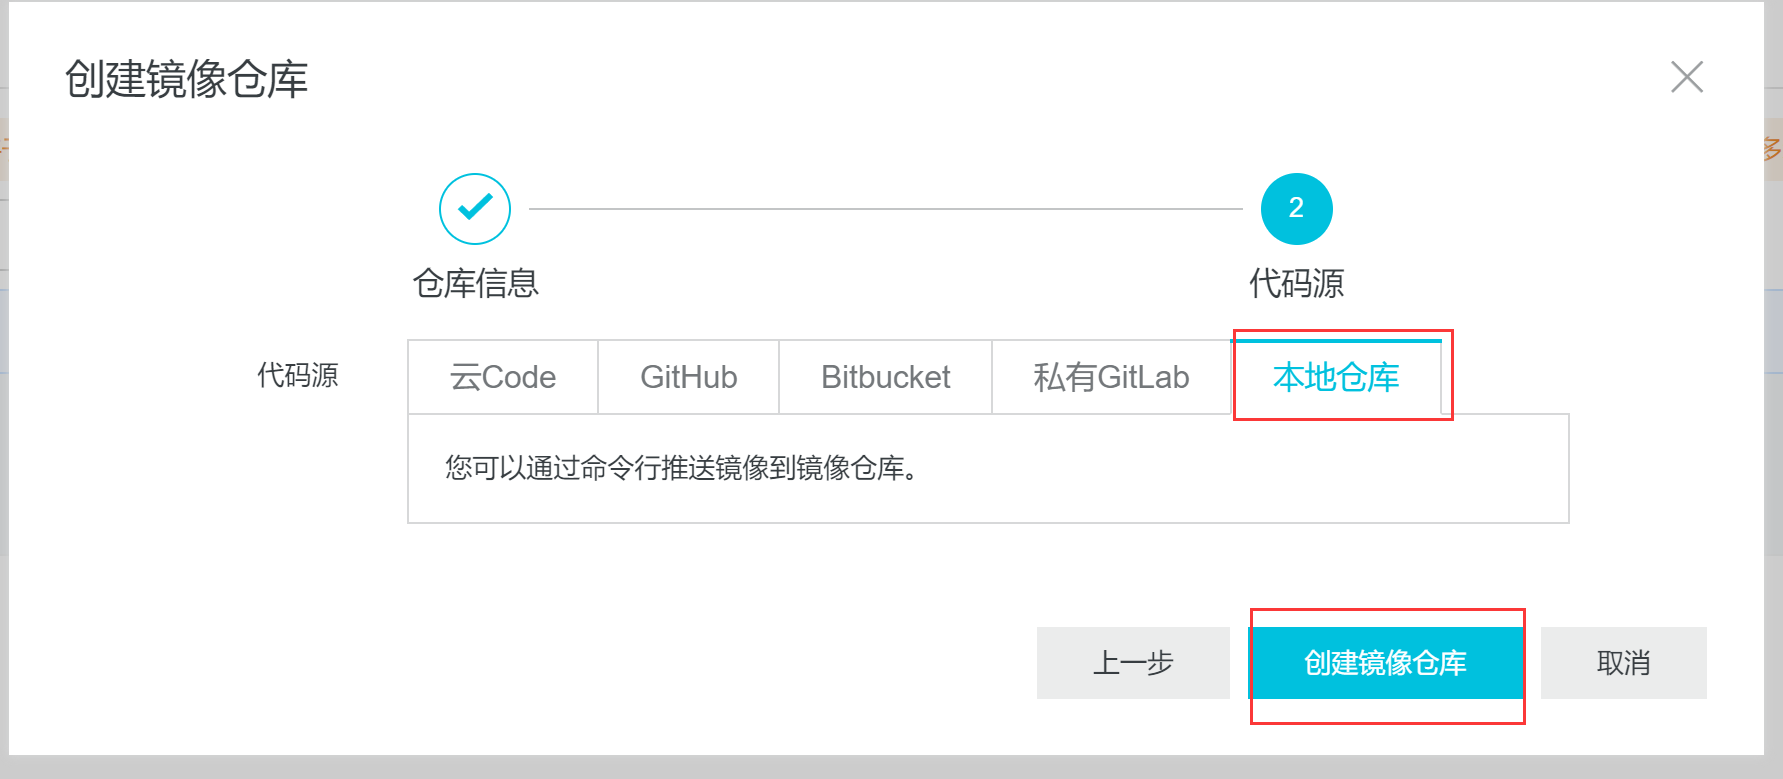 创建镜像仓库
多
2
仓库信息
代码源
代码源
云Code
GitHub
Bitbucket
私有GitLab
本地仓库
您可以通过命令行推送镜像到镜像仓库。
上一步
创建镜像仓库
取消